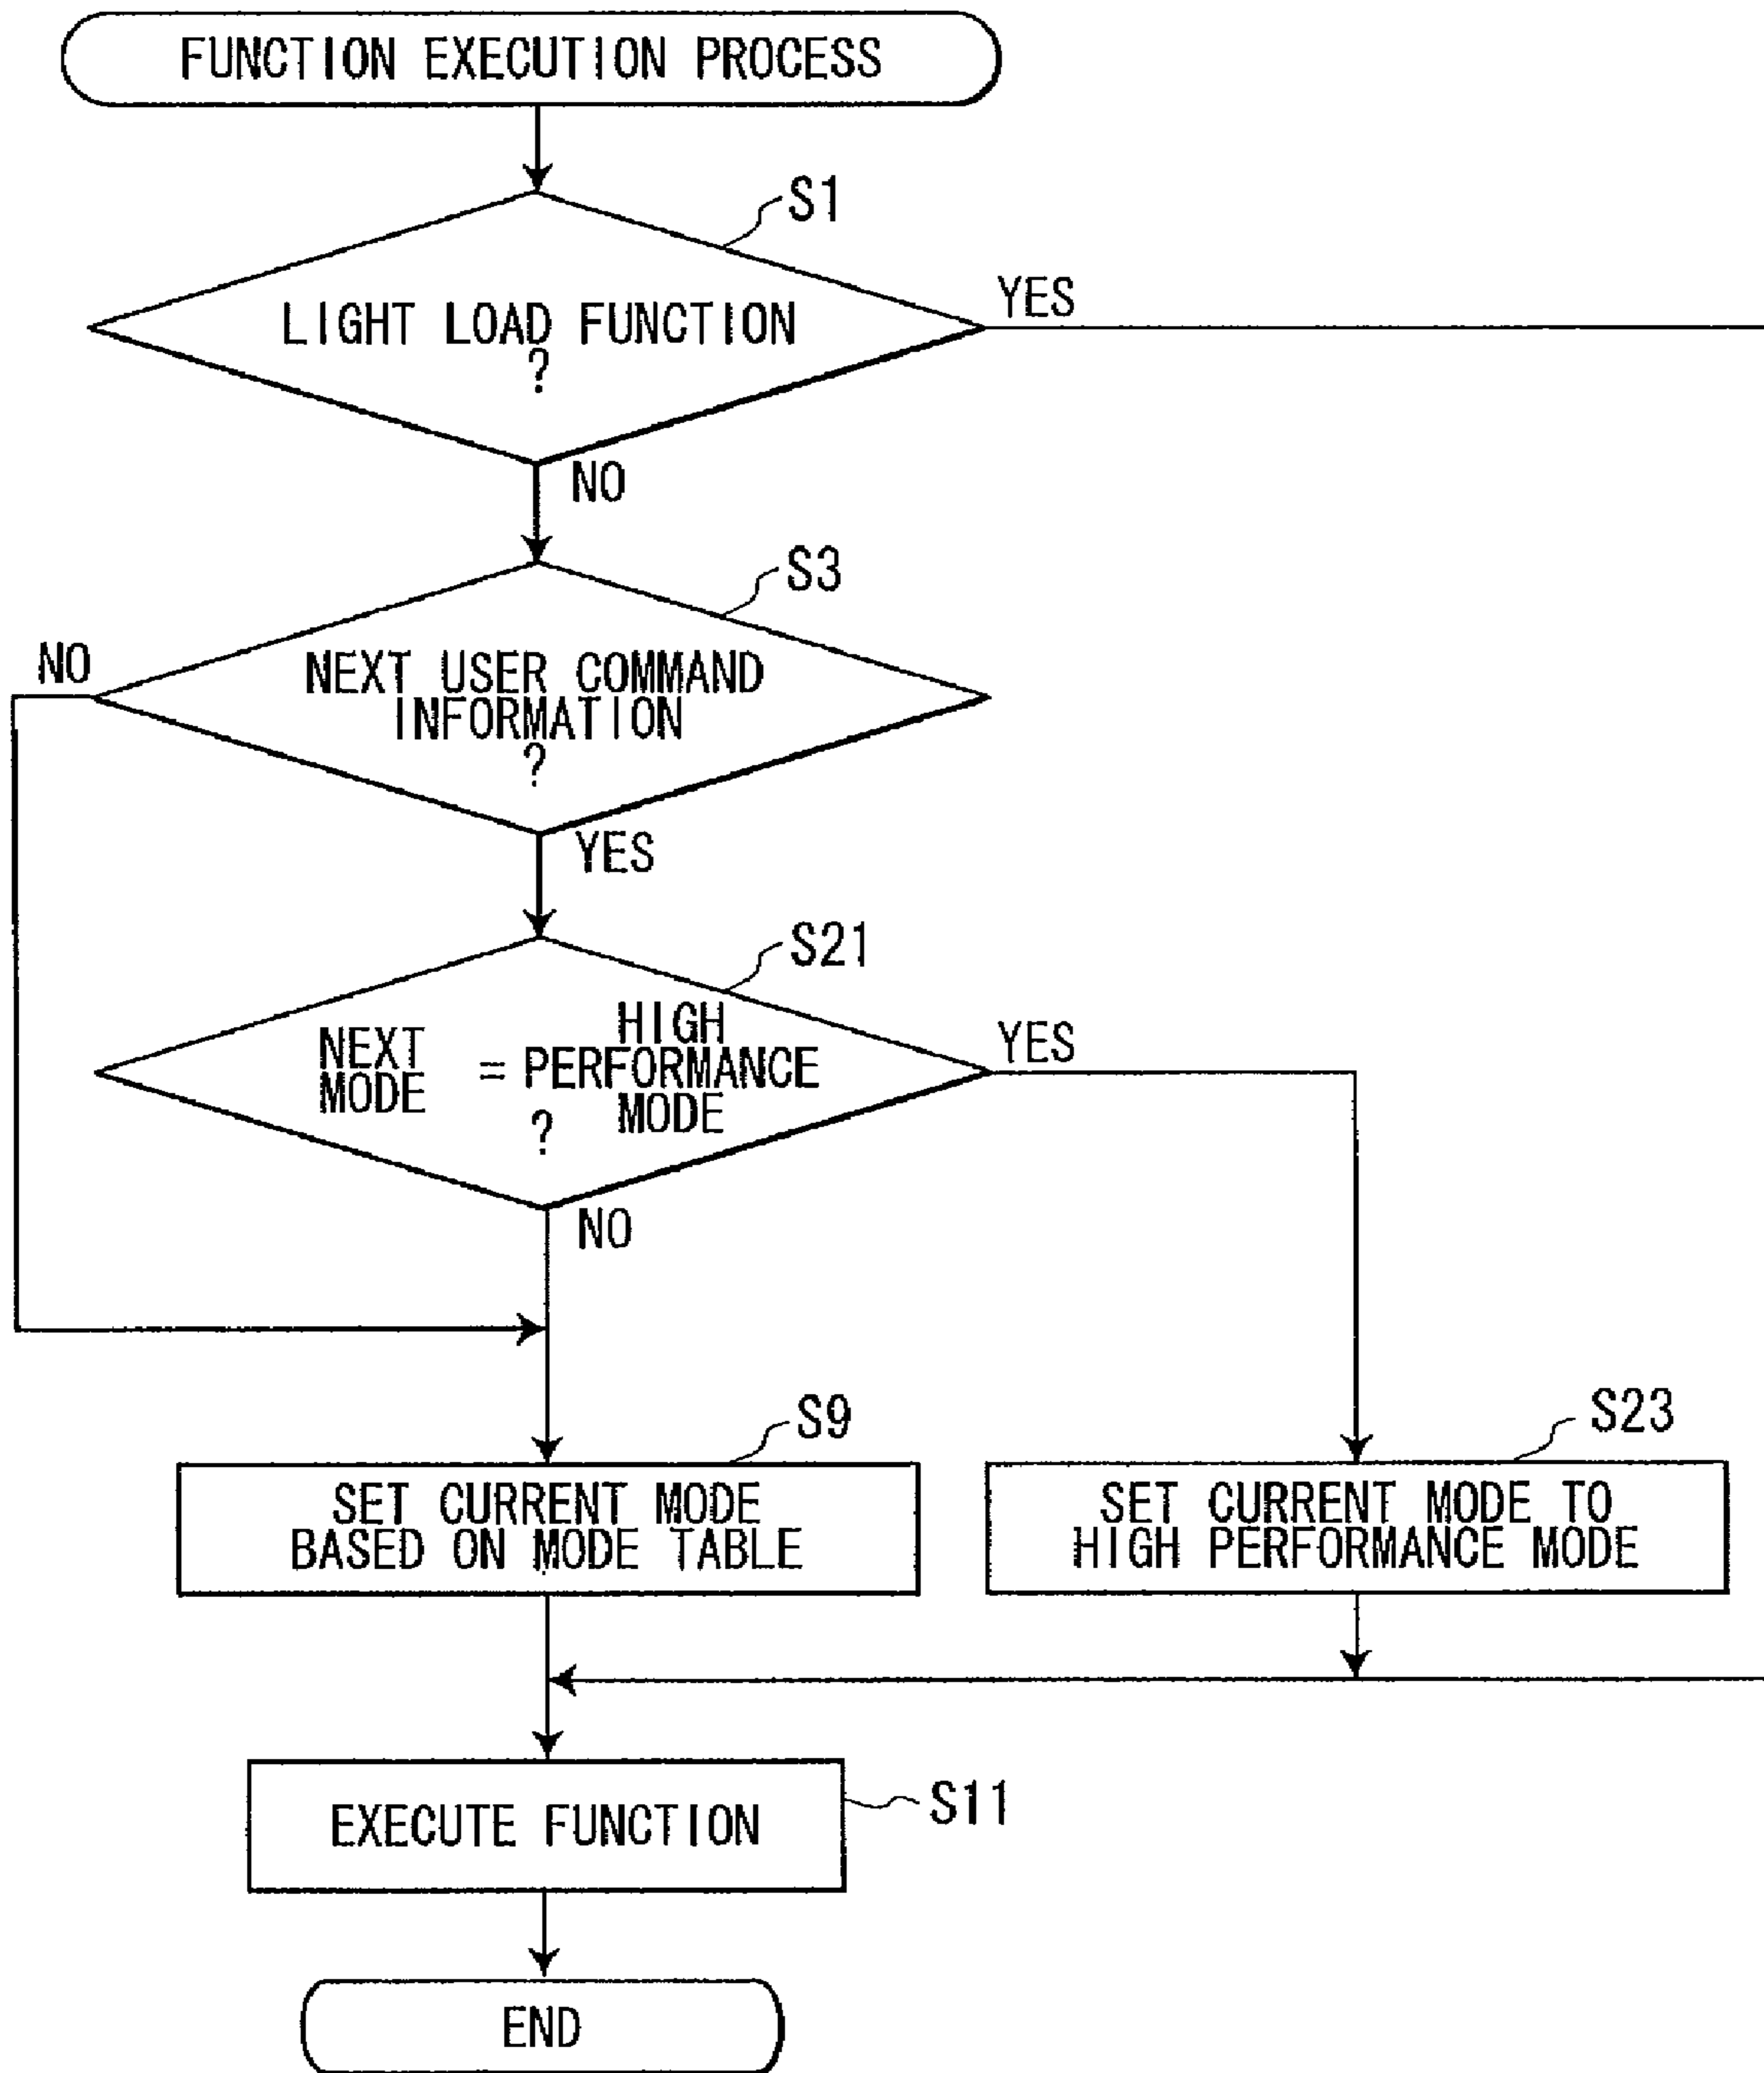 FUNCTION EXECUTION PROCESS
S1
LIGHT LOAD FUNCTION
?
YES
NO
S3
NO
NEXT USER COMMAND
INFORMATION
?
YES
S21
NEXT
MODE
=
HIGH
PERFORMANCE
MODE
?
YES
NO
S9
SET CURRENT MODE
BASED ON MODE TABLE
S23
SET CURRENT MODE TO
HIGH PERFORMANCE MODE
EXECUTE FUNCTION
S11
END